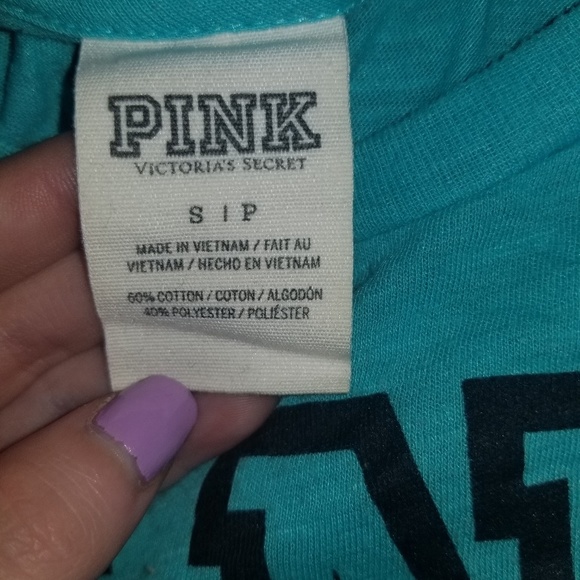 PINK
VICTORIA'S SECRET
S | P
MADE IN VIETNAM / FAIT AU
VIETNAM / HECHO EN VIETNAM
60% COTTON / COTON / ALGODÓN
40% POLYESTER / POLIÉSTER